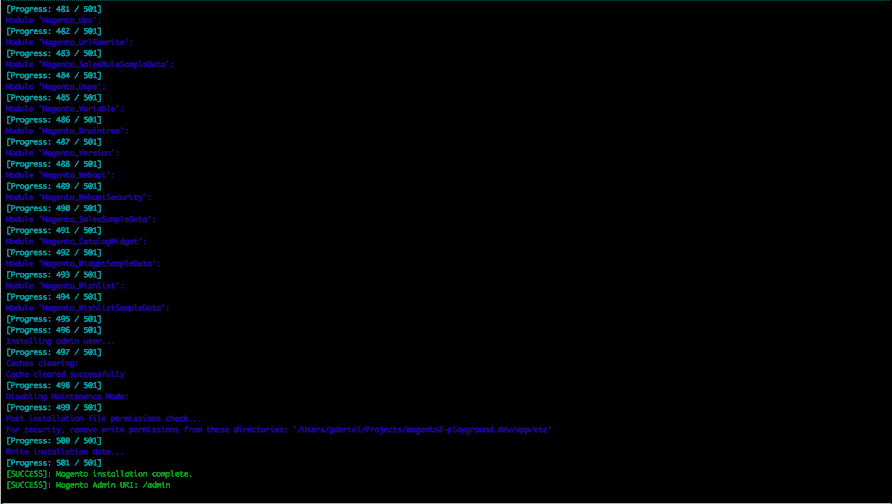 [Progress: 481 / 501]
Module 'Magento_Ups':
[Progress: 482 / 501]
Module 'Magento_UrlRewrite':
[Progress: 483 / 501]
Module 'Magento_SalesRuleSampleData':
[Progress: 484 / 501]
Module 'Magento_Usps':
[Progress: 485 / 501]
Module 'Magento_Variable':
[Progress: 486 / 501]
Module 'Magento_Braintree':
[Progress: 487 / 501]
Module 'Magento_Version':
[Progress: 488 / 501]
Module 'Magento_Webapi':
[Progress: 489 / 501]
Module 'Magento_WebapiSecurity':
[Progress: 490 / 501]
Module 'Magento_SalesSampleData':
[Progress: 491 / 501]
Module 'Magento_CatalogWidget':
[Progress: 492 / 501]
Module 'Magento_WidgetSampleData':
[Progress: 493 / 501]
Module 'Magento_Wishlist':
[Progress: 494 / 501]
Module 'Magento_WishlistSampleData':
[Progress: 495 / 501]
[Progress: 496 / 501]
Installing admin user...
[Progress: 497 / 501]
Caches clearing:
Cache cleared successfully
[Progress: 498 / 501]
Disabling Maintenance Mode:
[Progress: 499 / 501]
Post installation file permissions check...
For security, remove write permissions from these directories: '/Users/gabriel/Projects/magento2-playground.dev/app/etc'
[Progress: 500 / 501]
Write installation date...
[Progress: 501 / 501]
[SUCCESS]: Magento installation complete.
[SUCCESS]: Magento Admin URI: /admin